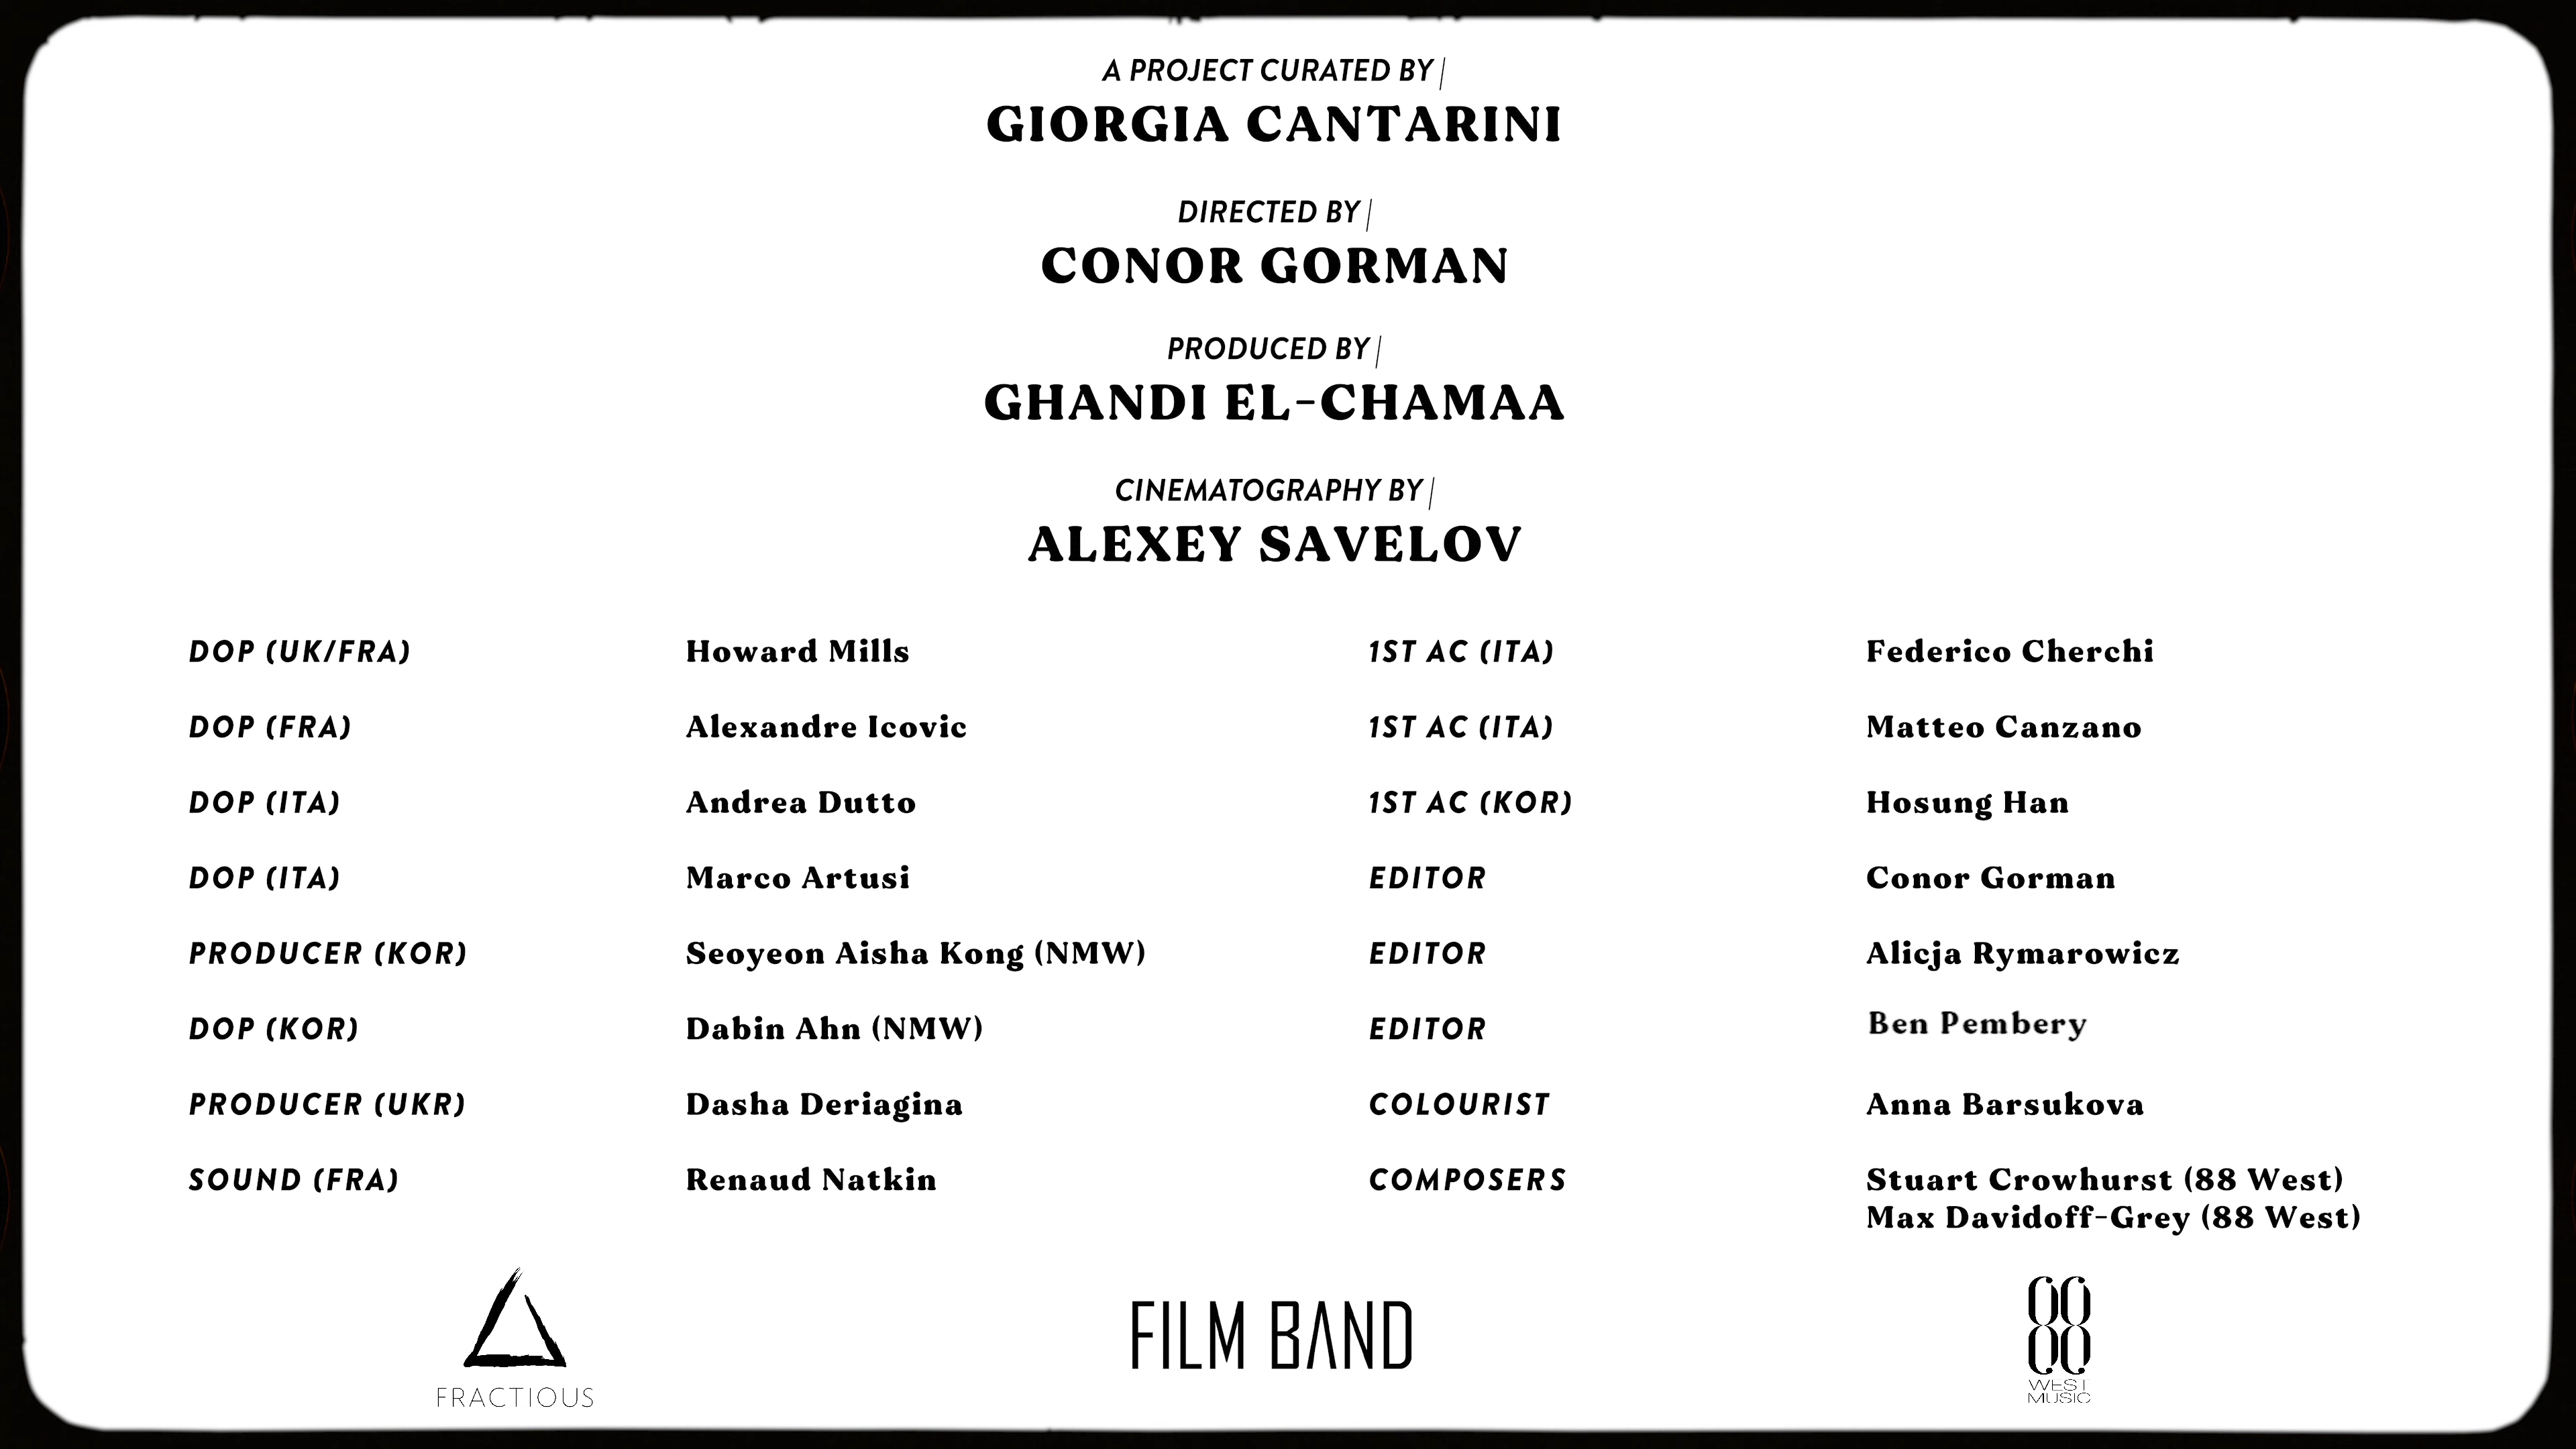 A PROJECT CURATED BY|
GIORGIA CANTARINI
DIRECTED BY|
CONOR GORMAN
PRODUCED BY|
GHANDI EL-CHAMAA
CINEMATOGRAPHY BY|
ALEXEY SAVELOV
DOP (UK/FRA) Howard Mills
DOP (FRA) Alexandre Icovic
DOP (ITA) Andrea Dutto
DOP (ITA) Marco Artusi
PRODUCER (KOR) Seoyeon Aisha Kong (NMW)
DOP (KOR) Dabin Ahn (NMW)
PRODUCER (UKR) Dasha Deriagina
SOUND (FRA) Renaud Natkin
1ST AC (ITA) Federico Cherchi
1ST AC (ITA) Matteo Canzano
1ST AC (KOR) Hosung Han
EDITOR Conor Gorman
EDITOR Alicja Rymarowicz
EDITOR Ben Pembery
COLOURIST Anna Barsukova
COMPOSERS Stuart Crowhurst (88 West)
Max Davidoff-Grey (88 West)
FRACTIOUS
FILM BAND
88
WEST
MUSIC